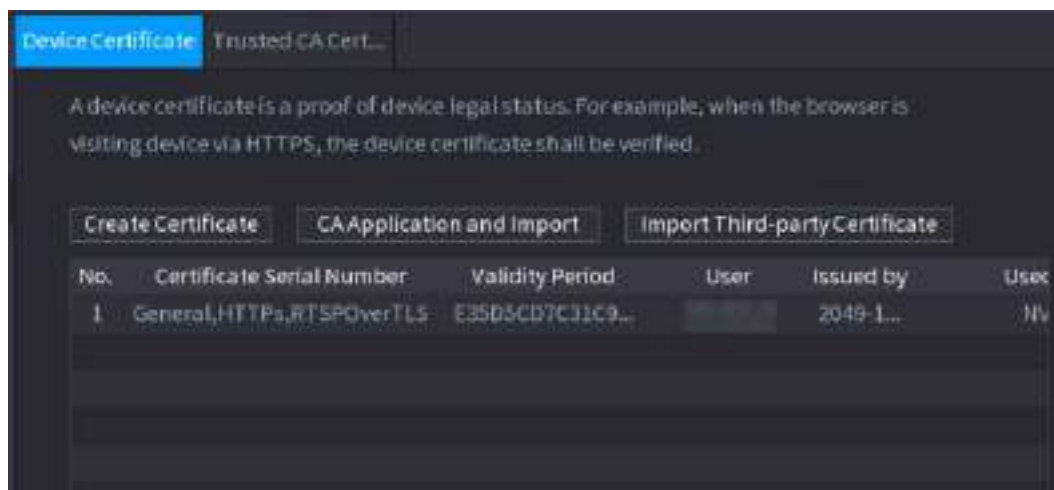 Device Certificate Trusted CA Cert...
A device certificate is a proof of device legal status. For example, when the browser is
visiting device via HTTPS, the device certificate shall be verified.
Create Certificate CA Application and Import Import Third-party Certificate
No. Certificate Serial Number Validity Period User Issued by Used
1 General,HTTPs,RTSPOverTLS E35D5CD7C31C9... 2049-1... NV